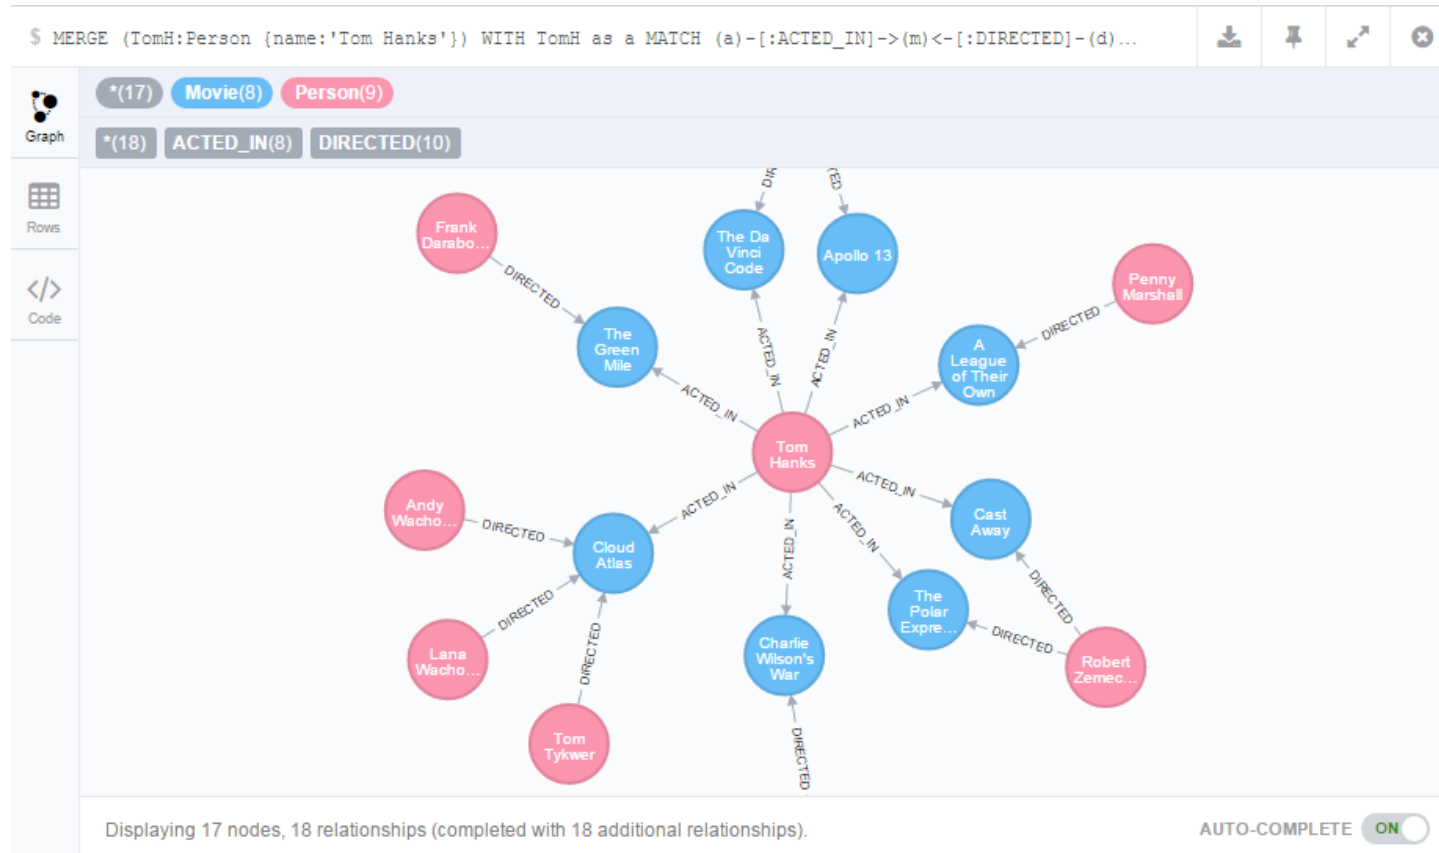 $ MERGE (TomH:Person {name:'Tom Hanks'}) WITH TomH as a MATCH (a)-[:ACTED_IN]->(m)<-[:DIRECTED]-(d)...
Graph
*(17) Movie(8) Person(9)
*(18) ACTED_IN(8) DIRECTED(10)
Rows
</>
Code
Frank
Darabo...
DIRECTED
The
Green
Mile
ACTED_IN
The Da
Vinci
Code
ACTED_IN
DIR
Apollo 13
ACTED_IN
TED
Penny
Marshall
DIRECTED
A
League
of Their
Own
ACTED_IN
Tom
Hanks
ACTED_IN
Cast
Away
DIRECTED
ACTED_IN
The
Polar
Expre...
DIRECTED
Robert
Zemec...
ACTED_IN
Charlie
Wilson's
War
DIRECTED
ACTED_IN
Cloud
Atlas
Andy
Wacho...
DIRECTED
Lana
Wacho...
DIRECTED
Tom
Tykwer
DIRECTED
Displaying 17 nodes, 18 relationships (completed with 18 additional relationships).
AUTO-COMPLETE ON